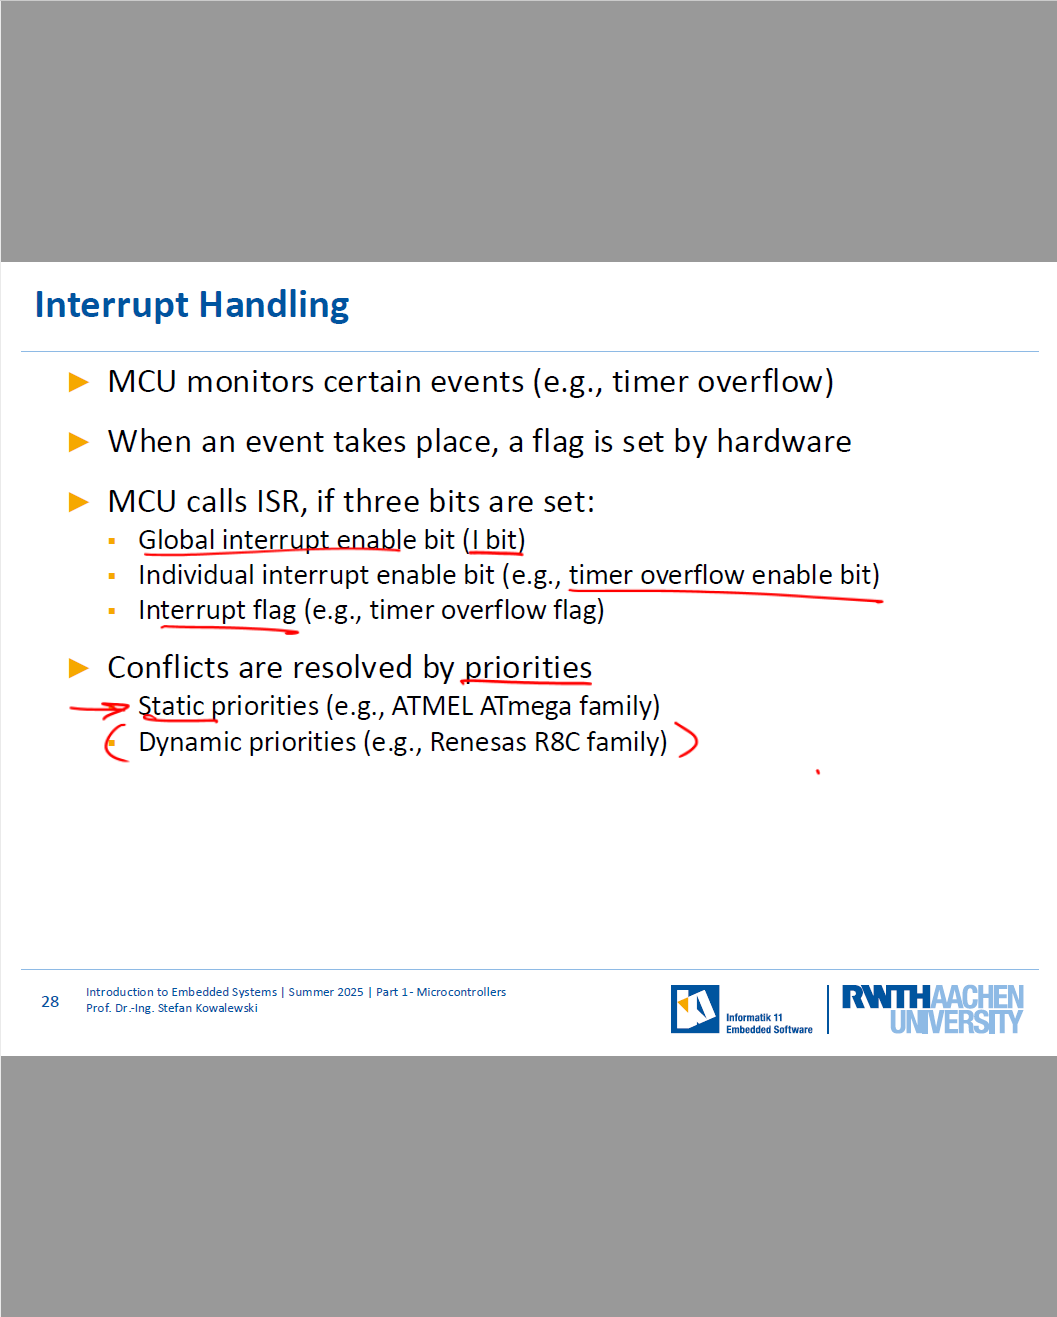 Interrupt Handling
MCU monitors certain events (e.g., timer overflow)
When an event takes place, a flag is set by hardware
MCU calls ISR, if three bits are set:
Global interrupt enable bit (I bit)
Individual interrupt enable bit (e.g., timer overflow enable bit)
Interrupt flag (e.g., timer overflow flag)
Conflicts are resolved by priorities
Static priorities (e.g., ATMEL ATmega family)
Dynamic priorities (e.g., Renesas R8C family)
28
Introduction to Embedded Systems | Summer 2025 | Part 1- Microcontrollers
Prof. Dr.-Ing. Stefan Kowalewski
Informatik 11
Embedded Software
RWTH AACHEN
UNIVERSITY